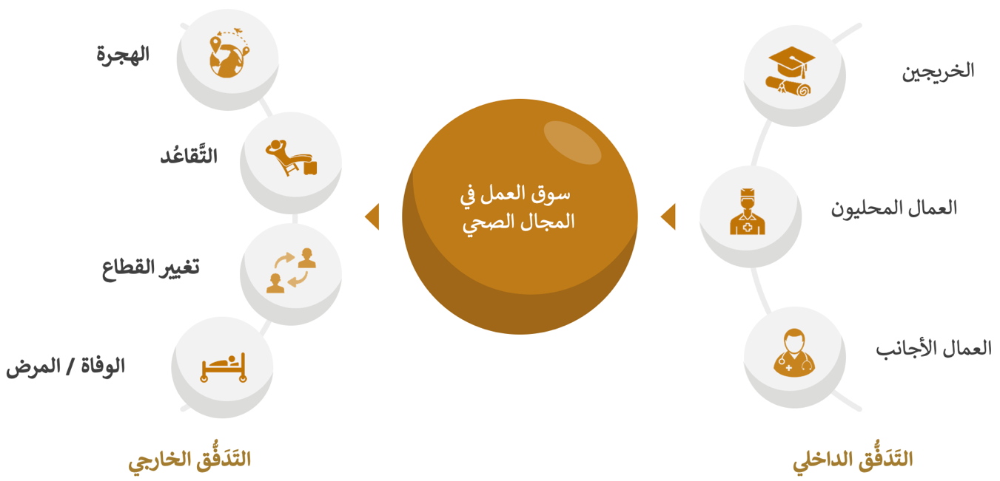 الخريجين
العمال المحليون
العمال الأجانب
التَدَفُّق الداخلي
سوق العمل في
المجال الصحي
الهجرة
التَّقاعُد
تغيير القطاع
الوفاة / المرض
التَدَفُّق الخارجي